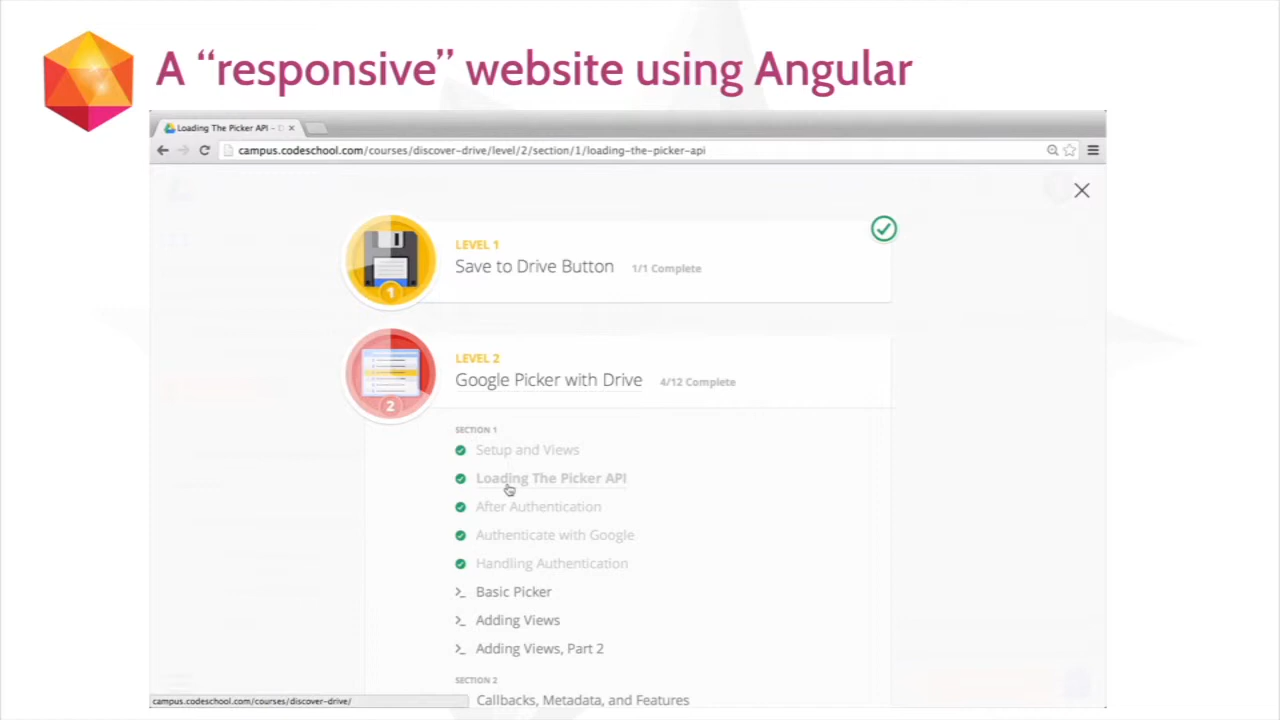 A “responsive” website using Angular
Loading The Picker API – D
campus.codeschool.com/courses/discover-drive/level/2/section/1/loading-the-picker-api
LEVEL 1
Save to Drive Button 1/1 Complete
1
LEVEL 2
Google Picker with Drive 4/12 Complete
2
SECTION 1
Setup and Views
Loading The Picker API
After Authentication
Authenticate with Google
Handling Authentication
>_ Basic Picker
>_ Adding Views
>_ Adding Views, Part 2
SECTION 2
Callbacks, Metadata, and Features
campus.codeschool.com/courses/discover-drive/